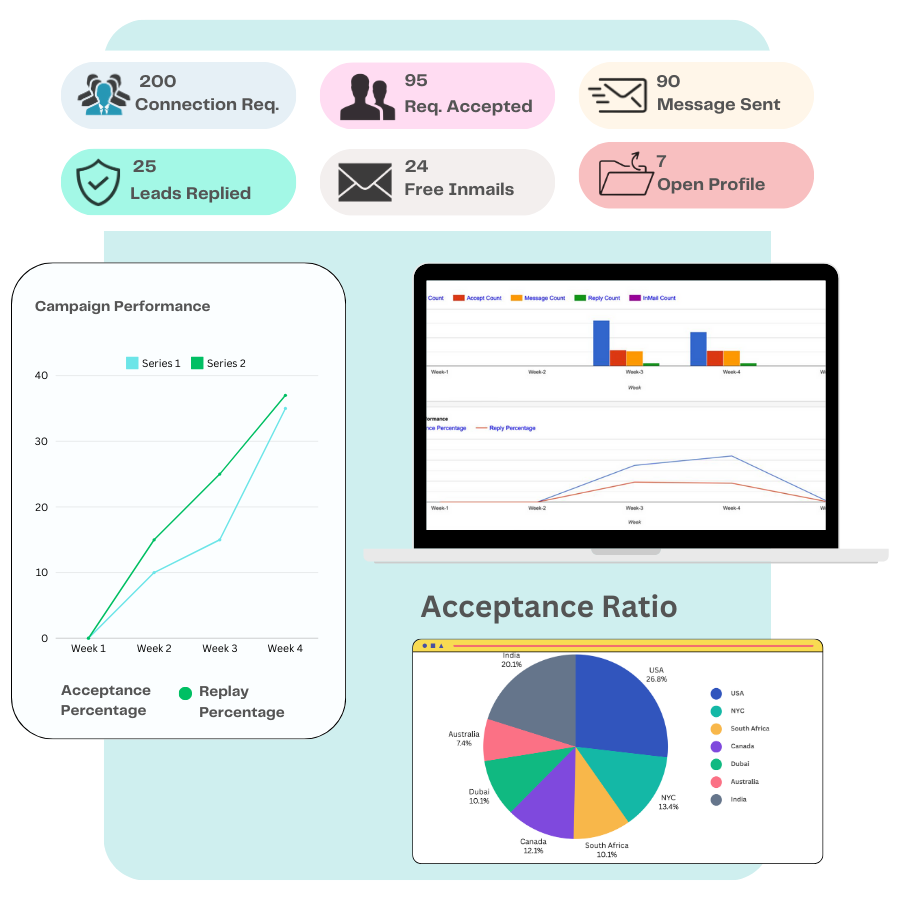 200
Connection Req.
95
Req. Accepted
90
Message Sent
25
Leads Replied
24
Free Inmails
7
Open Profile
Campaign Performance
Series 1
Series 2
40
30
20
10
0
Week 1
Week 2
Week 3
Week 4
Acceptance
Percentage
Replay
Percentage
Count
Accept Count
Message Count
Reply Count
InMail Count
Week-1
Week-2
Week-3
Week-4
W
Week
ormance
nce Percentage
Reply Percentage
Week-1
Week-2
Week-3
Week-4
W
Week
Acceptance Ratio
India
20.1%
USA
26.8%
Australia
7.4%
Dubai
10.1%
Canada
12.1%
South Africa
10.1%
NYC
13.4%
USA
NYC
South Africa
Canada
Dubai
Australia
India